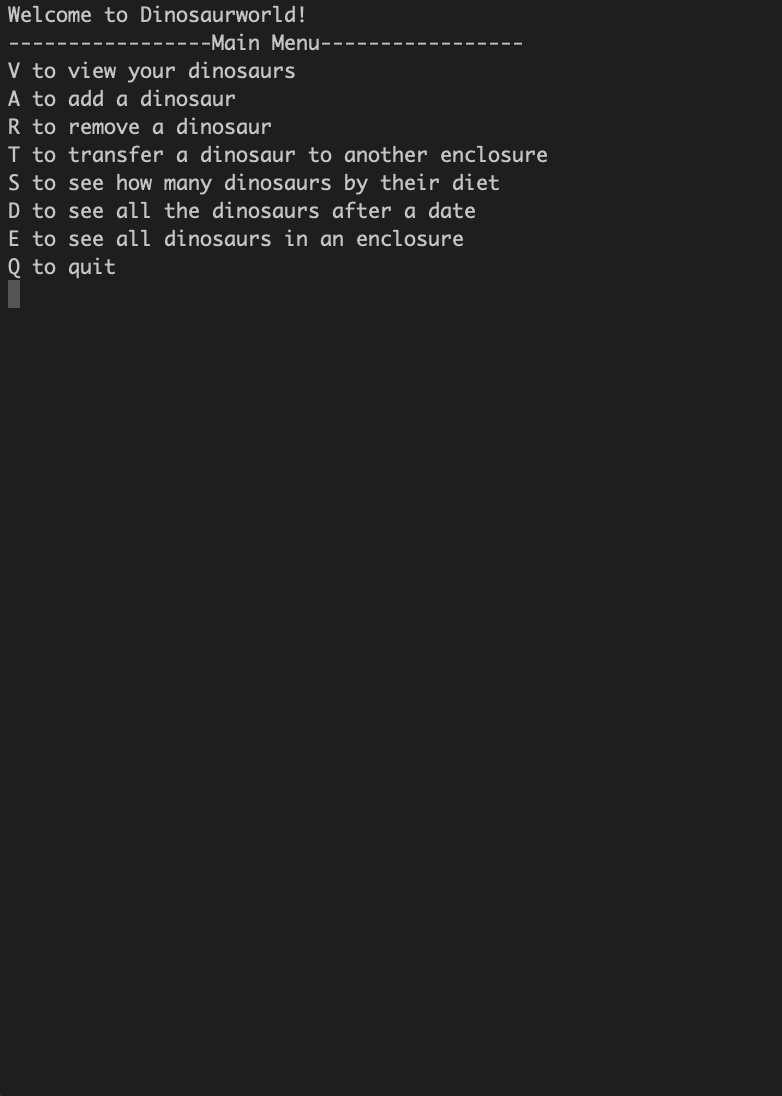 Welcome to Dinosaurworld!
-----------------Main Menu-----------------
V to view your dinosaurs
A to add a dinosaur
R to remove a dinosaur
T to transfer a dinosaur to another enclosure
S to see how many dinosaurs by their diet
D to see all the dinosaurs after a date
E to see all dinosaurs in an enclosure
Q to quit